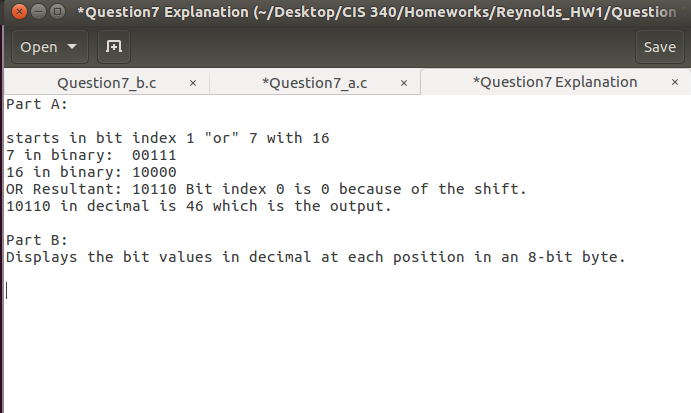 *Question7 Explanation (~/Desktop/CIS 340/Homeworks/Reynolds_HW1/Question
Open Save
Question7_b.c × *Question7_a.c × *Question7 Explanation ×
Part A:
starts in bit index 1 "or" 7 with 16
7 in binary:  00111
16 in binary: 10000
OR Resultant: 10110 Bit index 0 is 0 because of the shift.
10110 in decimal is 46 which is the output.
Part B:
Displays the bit values in decimal at each position in an 8-bit byte.